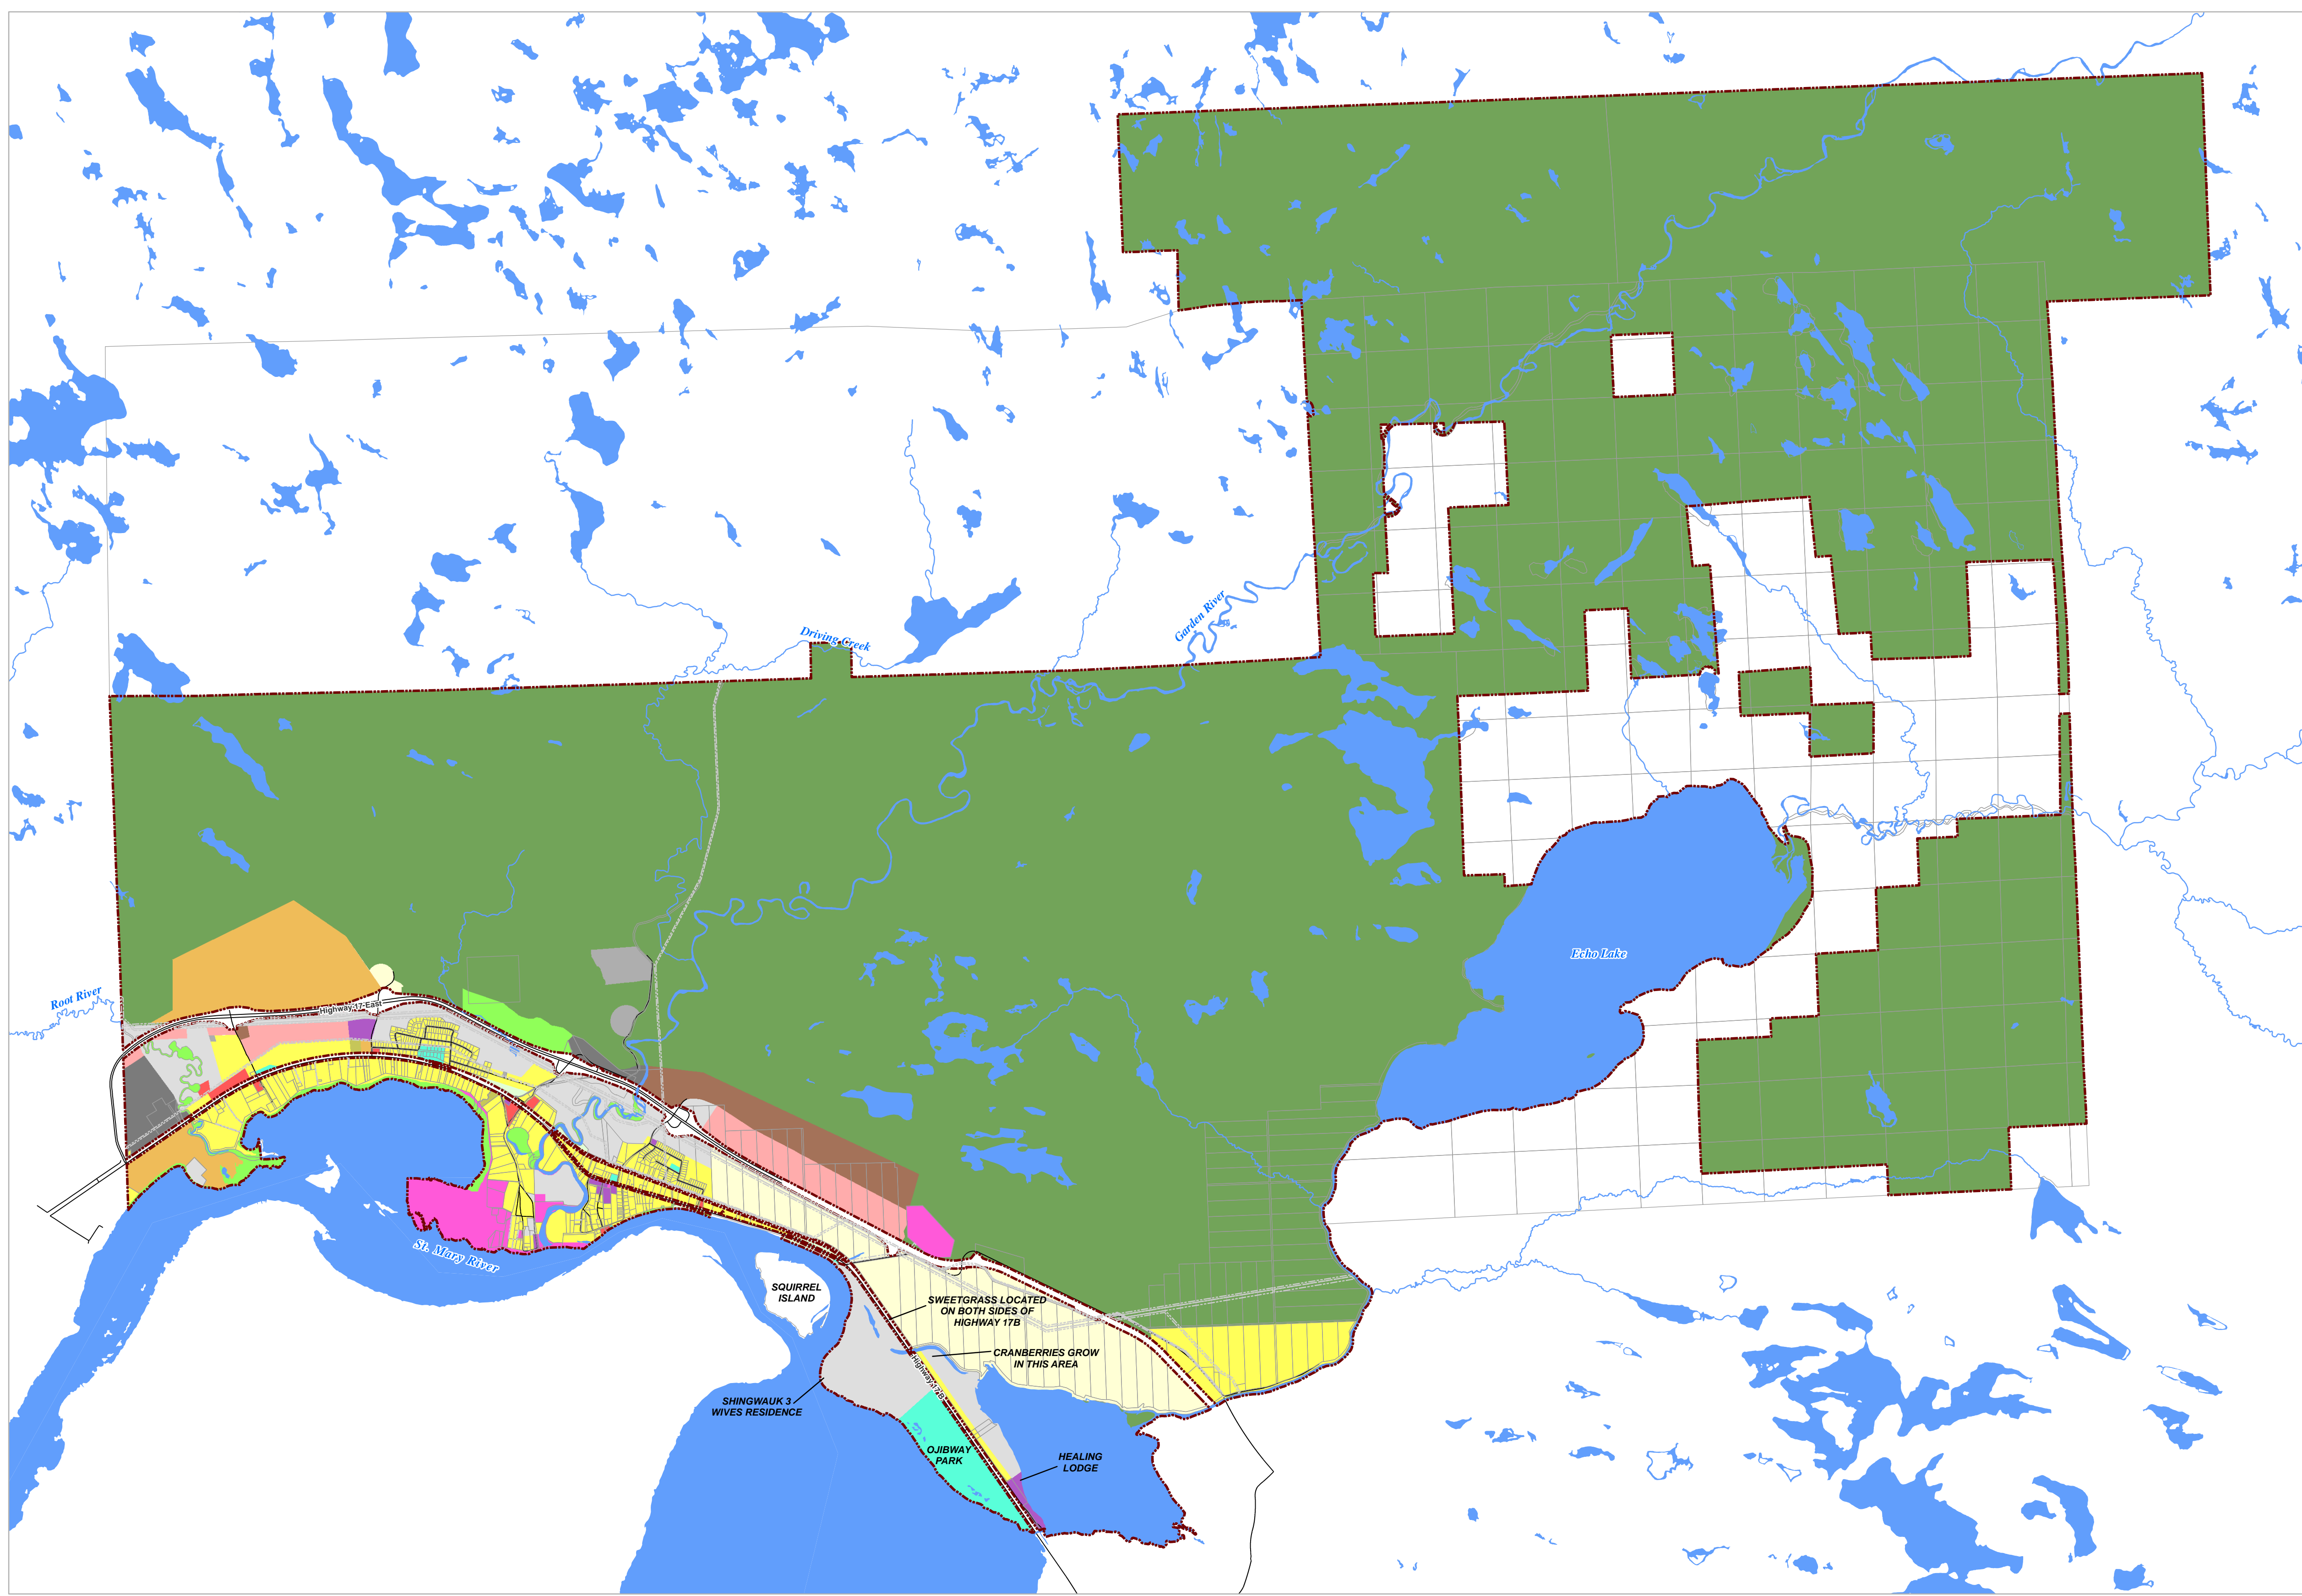 Driving Creek
Garden River
Echo Lake
Root River
Highway 17 East
St. Mary River
SQUIRREL
ISLAND
SWEETGRASS LOCATED
ON BOTH SIDES OF
HIGHWAY 17B
CRANBERRIES GROW
IN THIS AREA
Highway 17B
SHINGWAUK 3
WIVES RESIDENCE
OJIBWAY
PARK
HEALING
LODGE